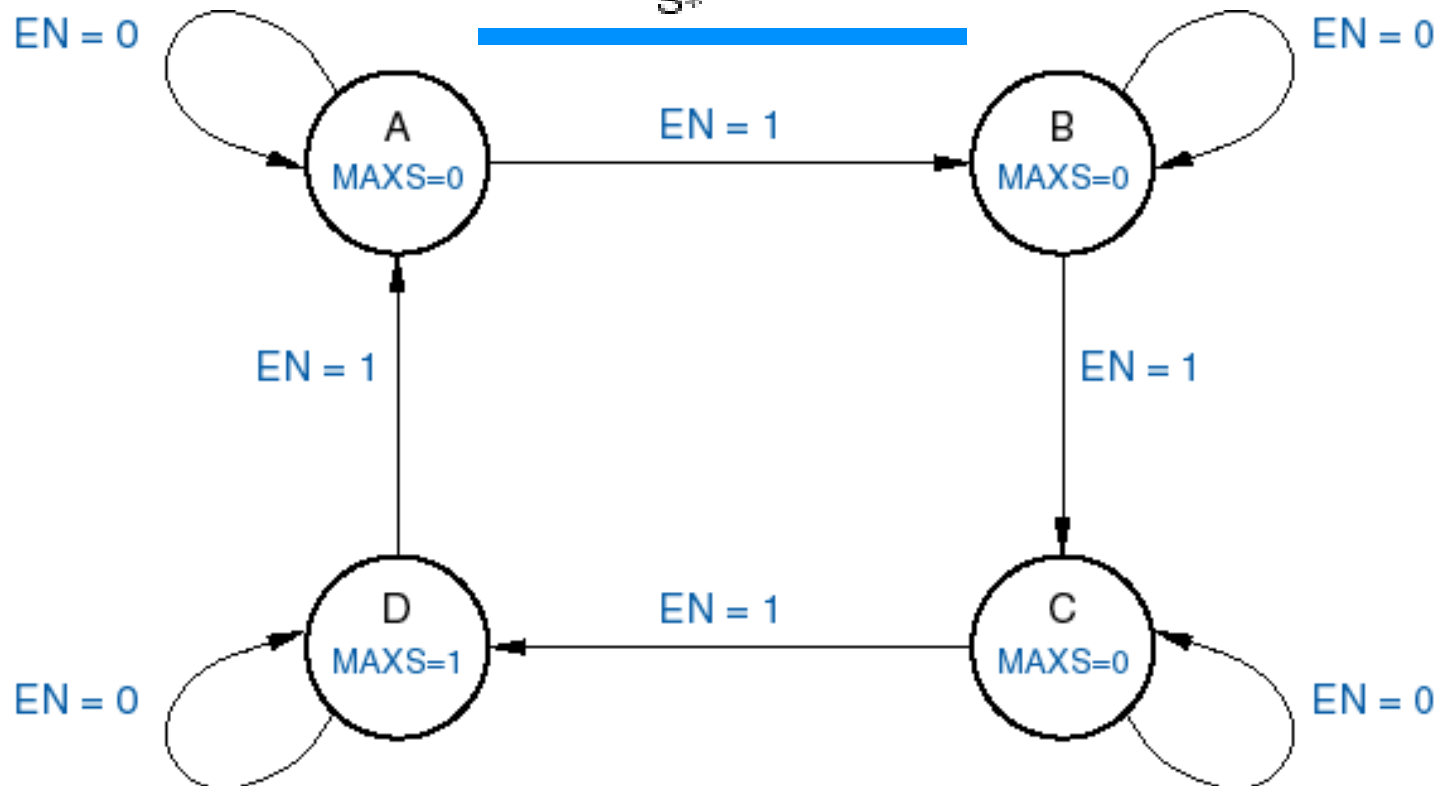 EN = 0
EN = 0
A
MAXS=0
EN = 1
B
MAXS=0
EN = 1
EN = 1
D
MAXS=1
EN = 1
C
MAXS=0
EN = 0
EN = 0